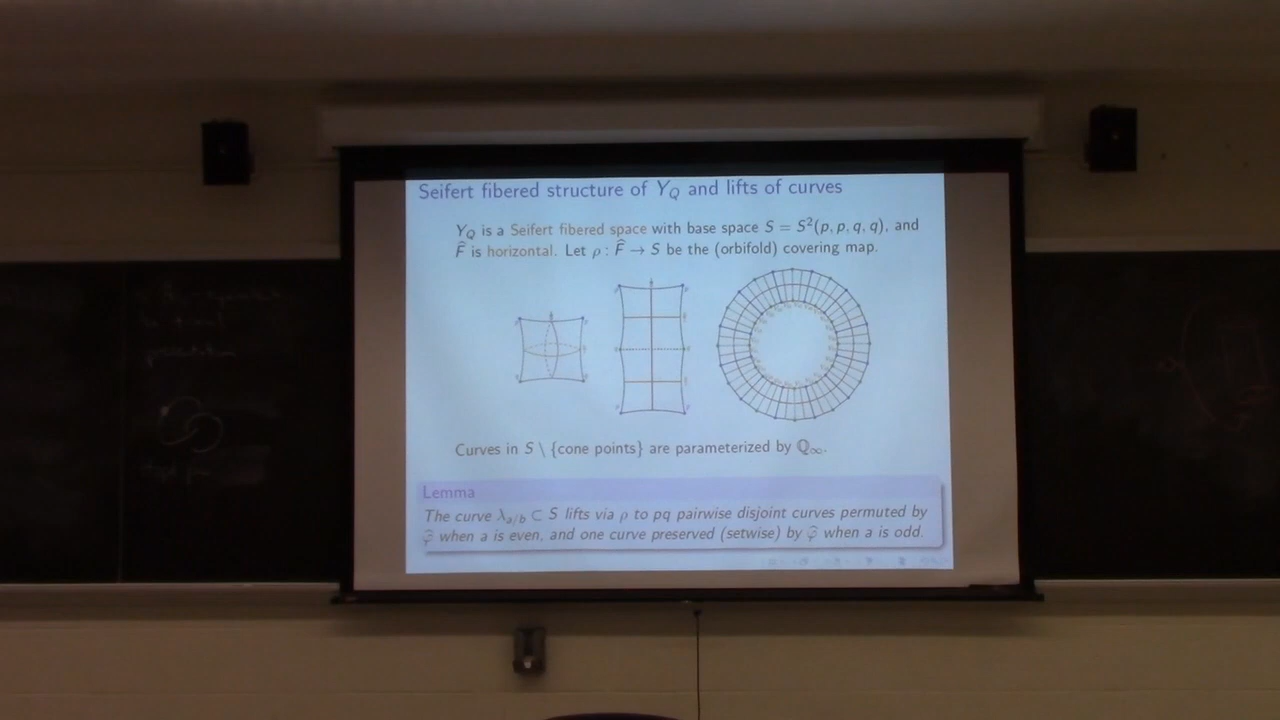 Seifert fibered structure of Y_Q and lifts of curves
Y_Q is a Seifert fibered space with base space S = S²(p, p, q, q), and
F̂ is horizontal. Let ρ : F̂ → S be the (orbifold) covering map.
Curves in S \ {cone points} are parameterized by ℚ_∞.
Lemma
The curve λ_{a/b} ⊂ S lifts via ρ to pq pairwise disjoint curves permuted by
φ̂ when a is even, and one curve preserved (setwise) by φ̂ when a is odd.